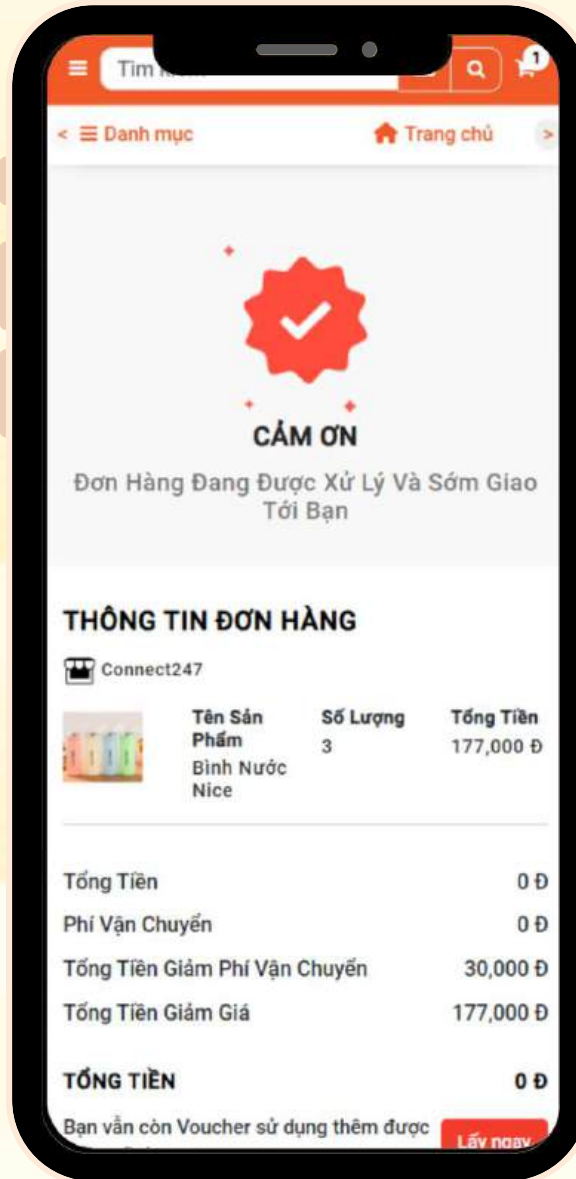 Tìm
1
< Danh mục Trang chủ >
CẢM ƠN
Đơn Hàng Đang Được Xử Lý Và Sớm Giao
Tới Bạn
THÔNG TIN ĐƠN HÀNG
Connect247
Tên Sản Phẩm Số Lượng Tổng Tiền
Bình Nước Nice 3 177,000 Đ
Tổng Tiền 0 Đ
Phí Vận Chuyển 0 Đ
Tổng Tiền Giảm Phí Vận Chuyển 30,000 Đ
Tổng Tiền Giảm Giá 177,000 Đ
TỔNG TIỀN 0 Đ
Bạn vẫn còn Voucher sử dụng thêm được
Lấy ngay